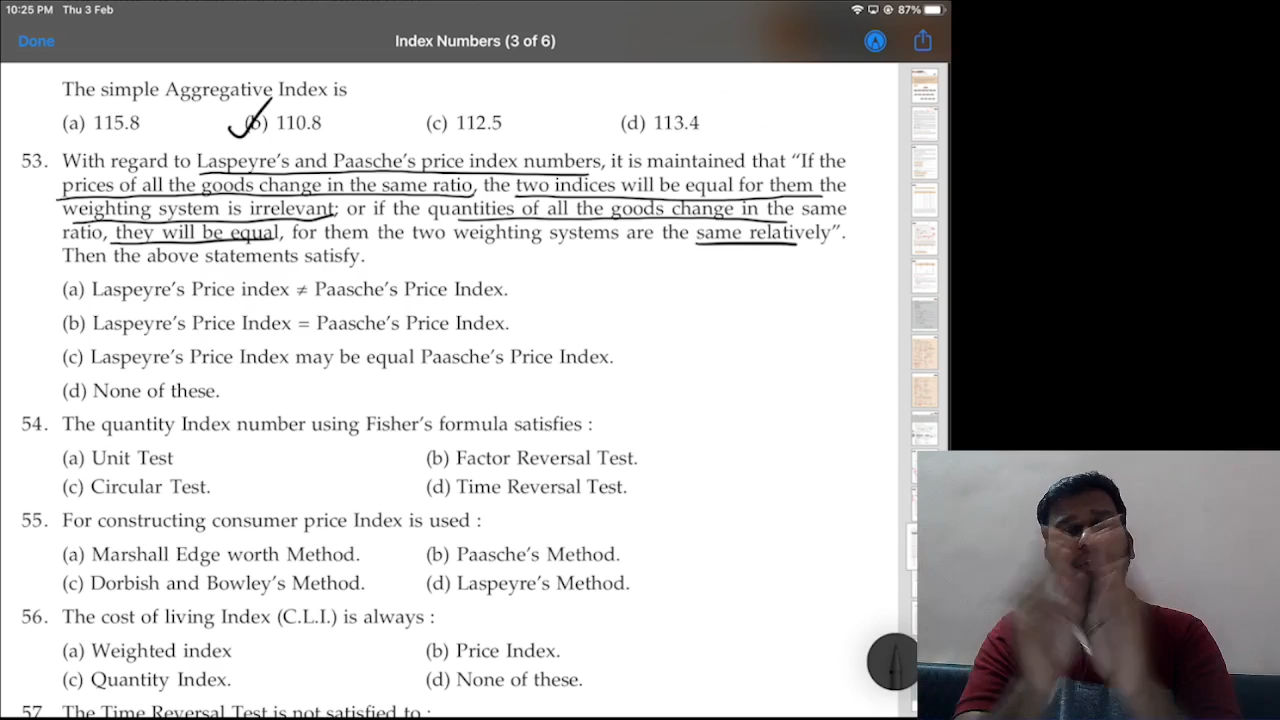 10:25 PM Thu 3 Feb 87%
Done Index Numbers (3 of 6)
The simple Aggregative Index is
(a) 115.8 (b) 110.8 (c) 112.5 (d) 113.4
53. With regard to Laspeyre's and Paasche's price index numbers, it is maintained that "If the
prices of all the goods change in the same ratio, the two indices will be equal for them the
weighting system is irrelevant; or if the quantities of all the goods change in the same
ratio, they will be equal, for them the two weighting systems are the same relatively".
Then the above statements satisfy.
(a) Laspeyre's Price index ≠ Paasche's Price Index.
(b) Laspeyre's Price Index = Paasche's Price Index.
(c) Laspeyre's Price Index may be equal Paasche's Price Index.
(d) None of these.
54. The quantity Index number using Fisher's formula satisfies :
(a) Unit Test (b) Factor Reversal Test.
(c) Circular Test. (d) Time Reversal Test.
55. For constructing consumer price Index is used :
(a) Marshall Edge worth Method. (b) Paasche's Method.
(c) Dorbish and Bowley's Method. (d) Laspeyre's Method.
56. The cost of living Index (C.L.I.) is always :
(a) Weighted index (b) Price Index.
(c) Quantity Index. (d) None of these.
57. The Time Reversal Test is not satisfied to :